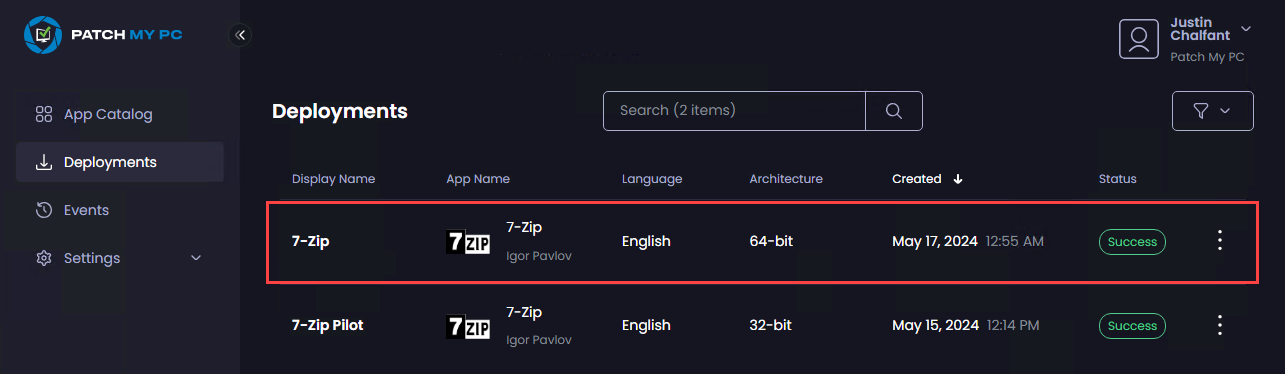 PATCH MY PC
Justin
Chalfant
Patch My PC
App Catalog
Deployments
Events
Settings
Deployments
Search (2 items)
Display Name App Name Language Architecture Created Status
7-Zip 7ZIP 7-Zip English 64-bit May 17, 2024 12:55 AM Success
Igor Pavlov
7-Zip Pilot 7ZIP 7-Zip English 32-bit May 15, 2024 12:14 PM Success
Igor Pavlov